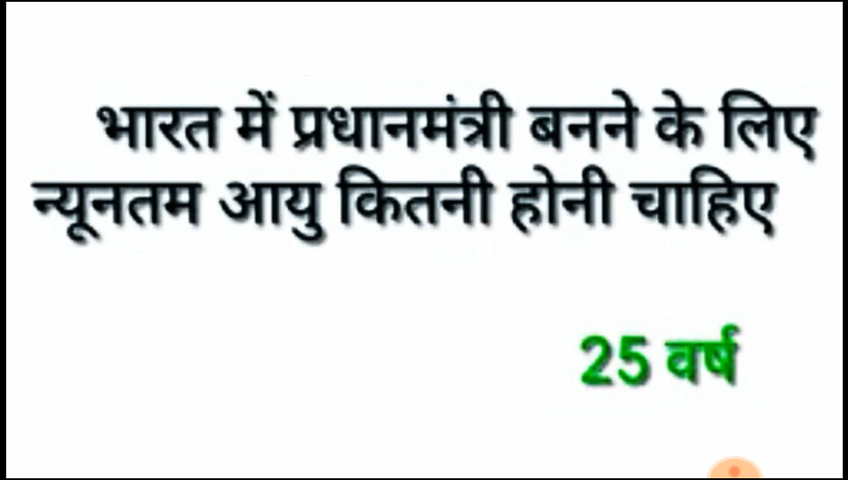 भारत में प्रधानमंत्री बनने के लिए
न्यूनतम आयु कितनी होनी चाहिए
25 वर्ष